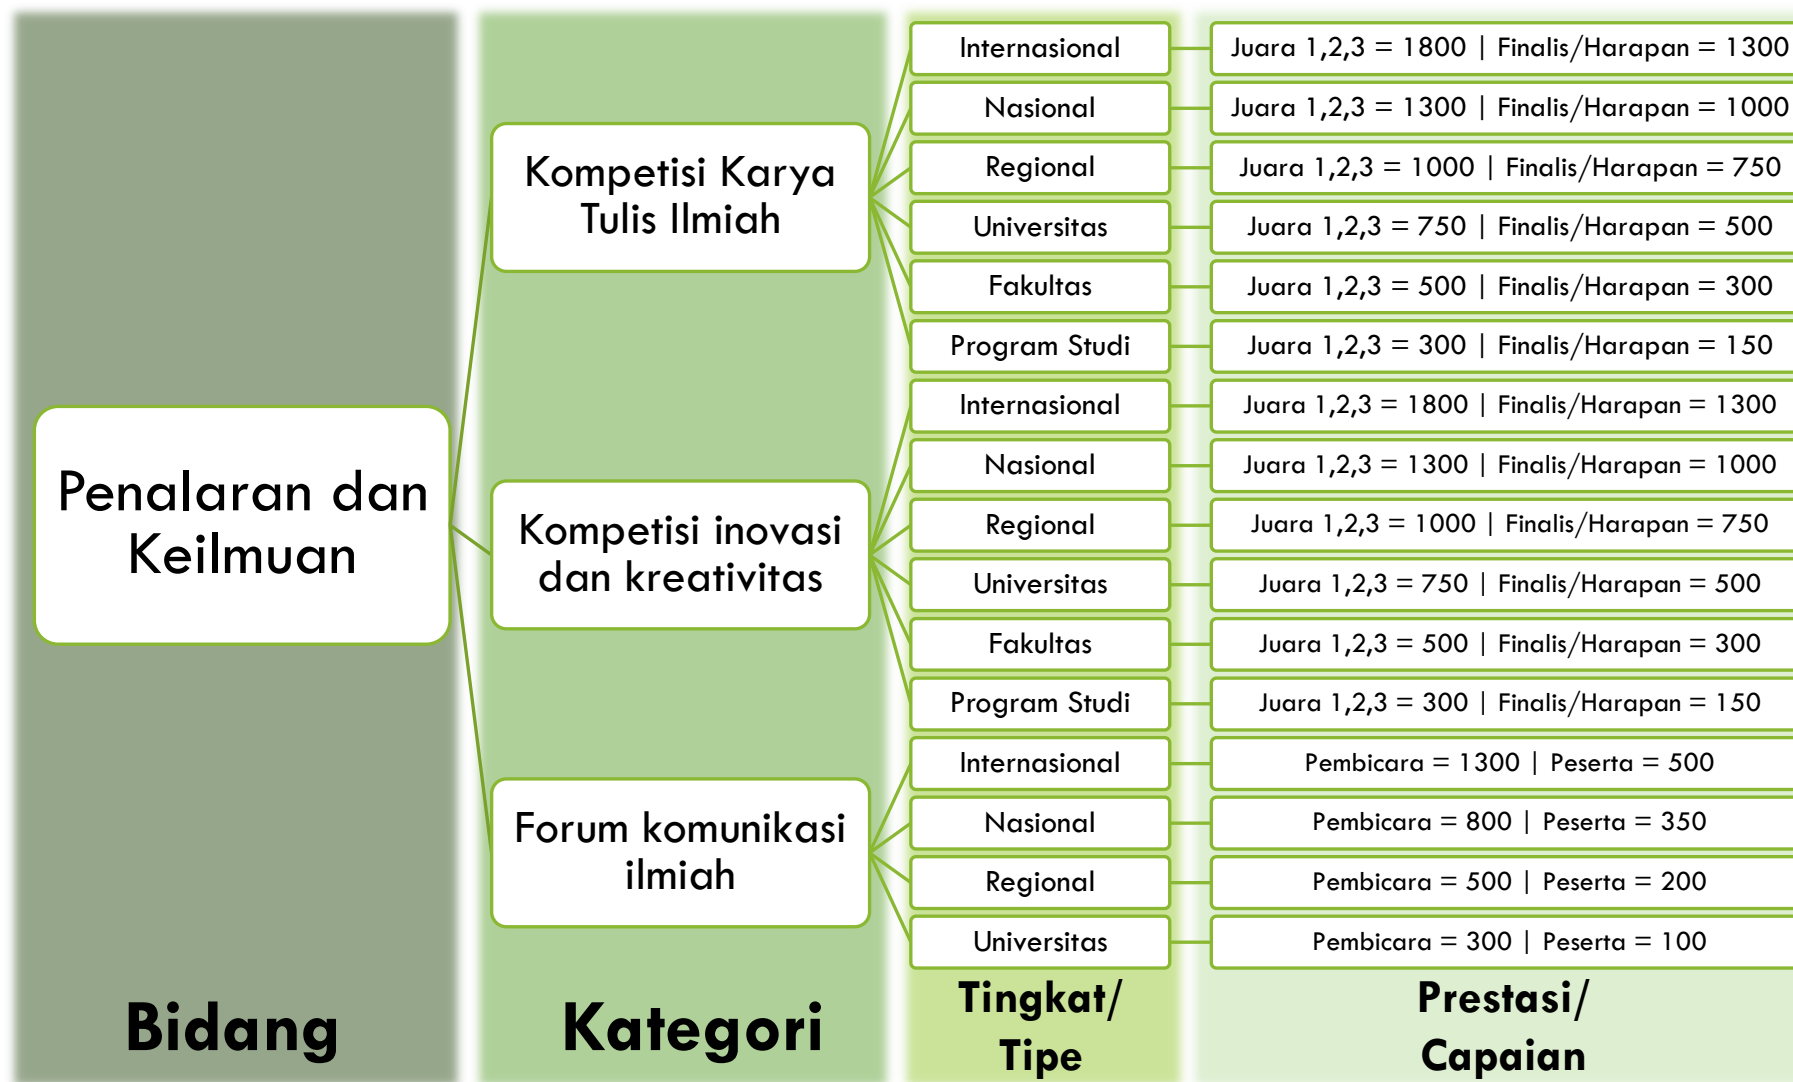 Penalaran dan
Keilmuan
Kompetisi Karya
Tulis Ilmiah
Internasional
Juara 1,2,3 = 1800 | Finalis/Harapan = 1300
Nasional
Juara 1,2,3 = 1300 | Finalis/Harapan = 1000
Regional
Juara 1,2,3 = 1000 | Finalis/Harapan = 750
Universitas
Juara 1,2,3 = 750 | Finalis/Harapan = 500
Fakultas
Juara 1,2,3 = 500 | Finalis/Harapan = 300
Program Studi
Juara 1,2,3 = 300 | Finalis/Harapan = 150
Kompetisi inovasi
dan kreativitas
Internasional
Juara 1,2,3 = 1800 | Finalis/Harapan = 1300
Nasional
Juara 1,2,3 = 1300 | Finalis/Harapan = 1000
Regional
Juara 1,2,3 = 1000 | Finalis/Harapan = 750
Universitas
Juara 1,2,3 = 750 | Finalis/Harapan = 500
Fakultas
Juara 1,2,3 = 500 | Finalis/Harapan = 300
Program Studi
Juara 1,2,3 = 300 | Finalis/Harapan = 150
Forum komunikasi
ilmiah
Internasional
Pembicara = 1300 | Peserta = 500
Nasional
Pembicara = 800 | Peserta = 350
Regional
Pembicara = 500 | Peserta = 200
Universitas
Pembicara = 300 | Peserta = 100
Bidang
Kategori
Tingkat/
Tipe
Prestasi/
Capaian